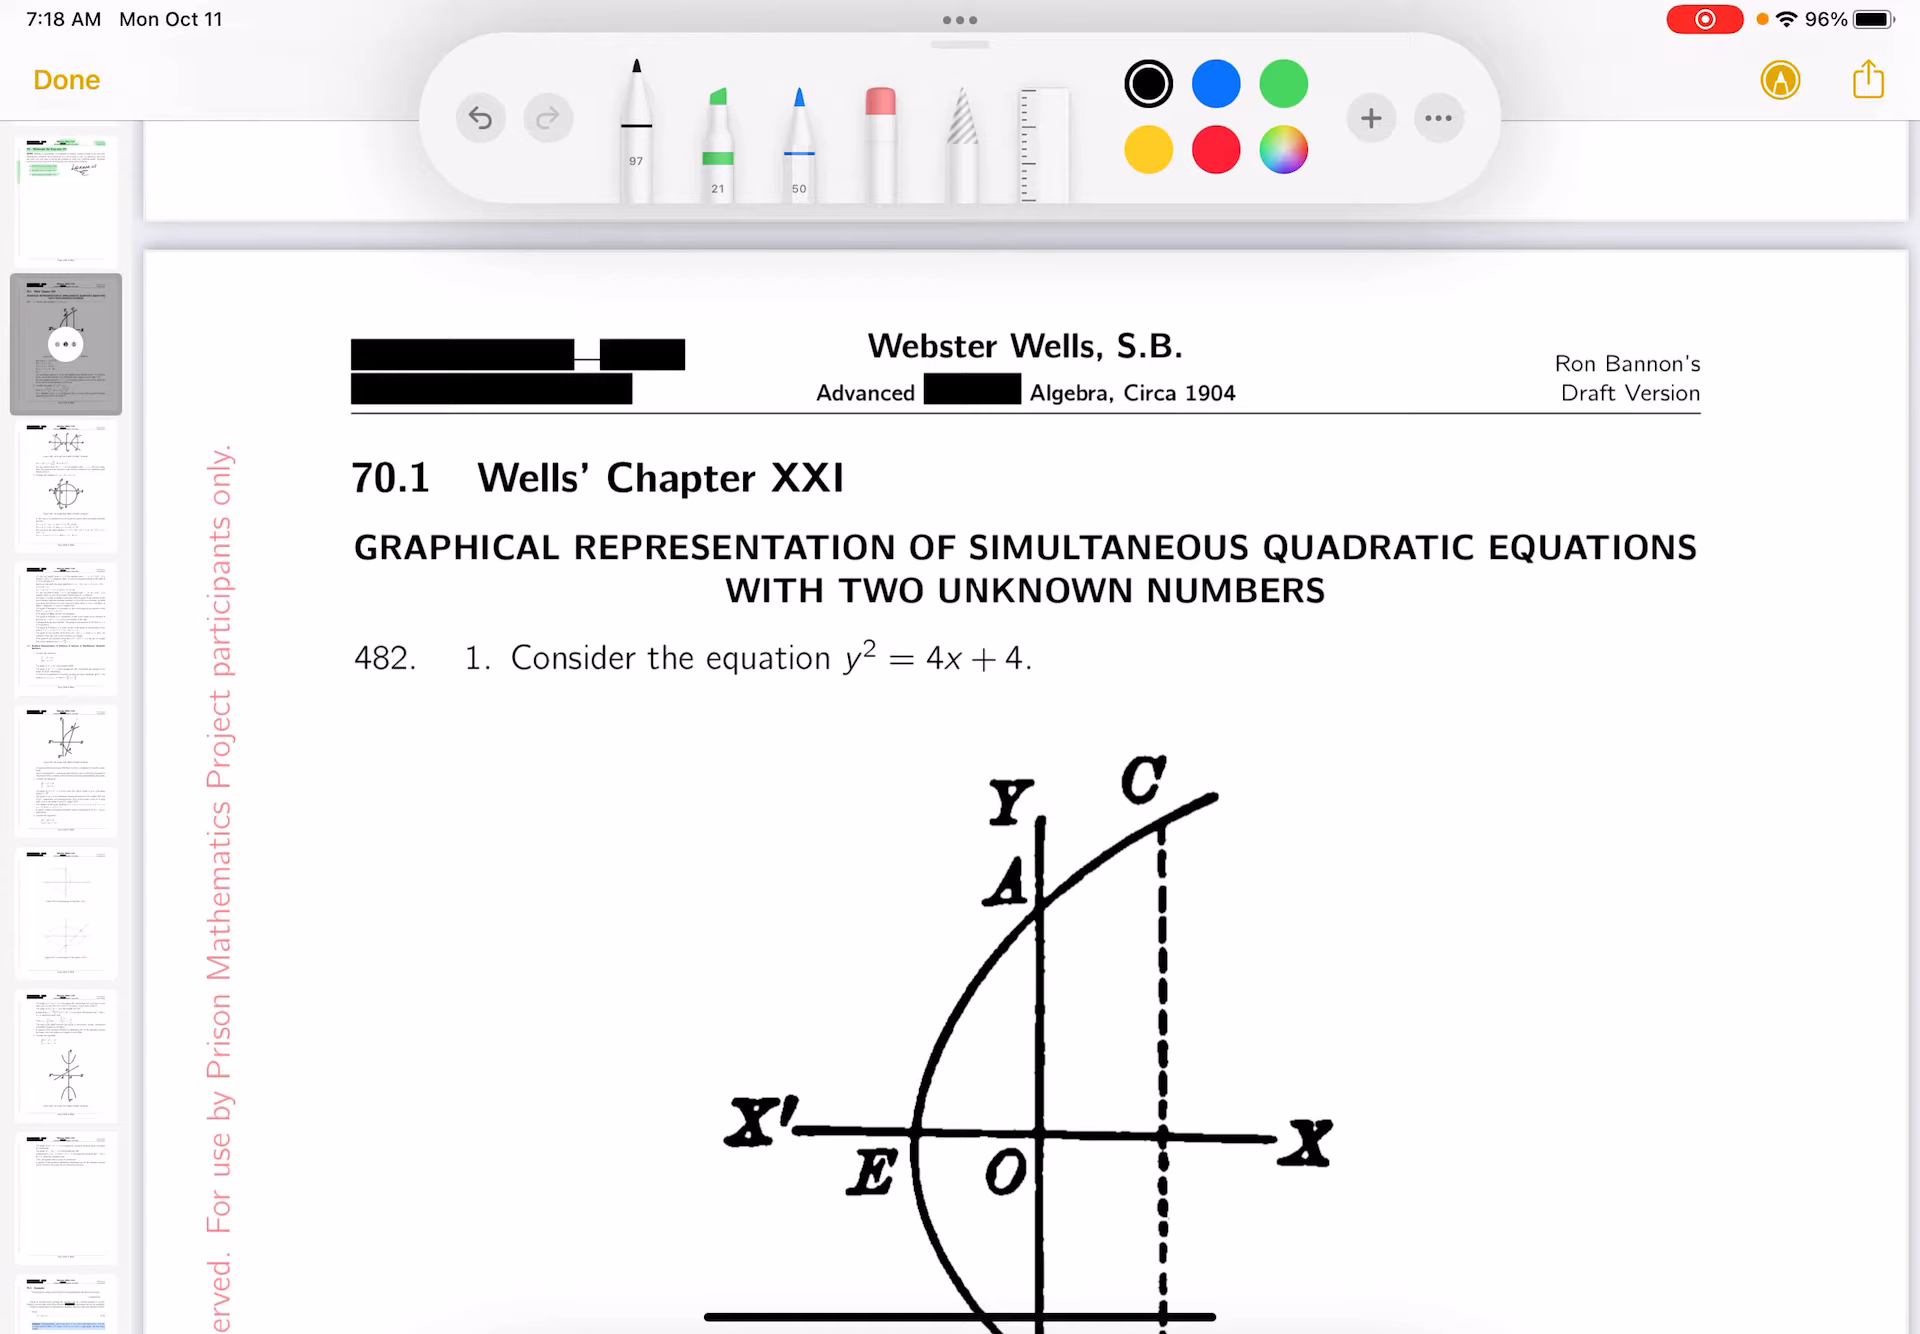 7:18 AM Mon Oct 11
96%
Done
97
21
50
Webster Wells, S.B.
Advanced Algebra, Circa 1904
Ron Bannon's
Draft Version
70.1 Wells’ Chapter XXI
GRAPHICAL REPRESENTATION OF SIMULTANEOUS QUADRATIC EQUATIONS
WITH TWO UNKNOWN NUMBERS
482. 1. Consider the equation y² = 4x + 4.
Y
C
A
X'
E
O
X
erved. For use by Prison Mathematics Project participants only.